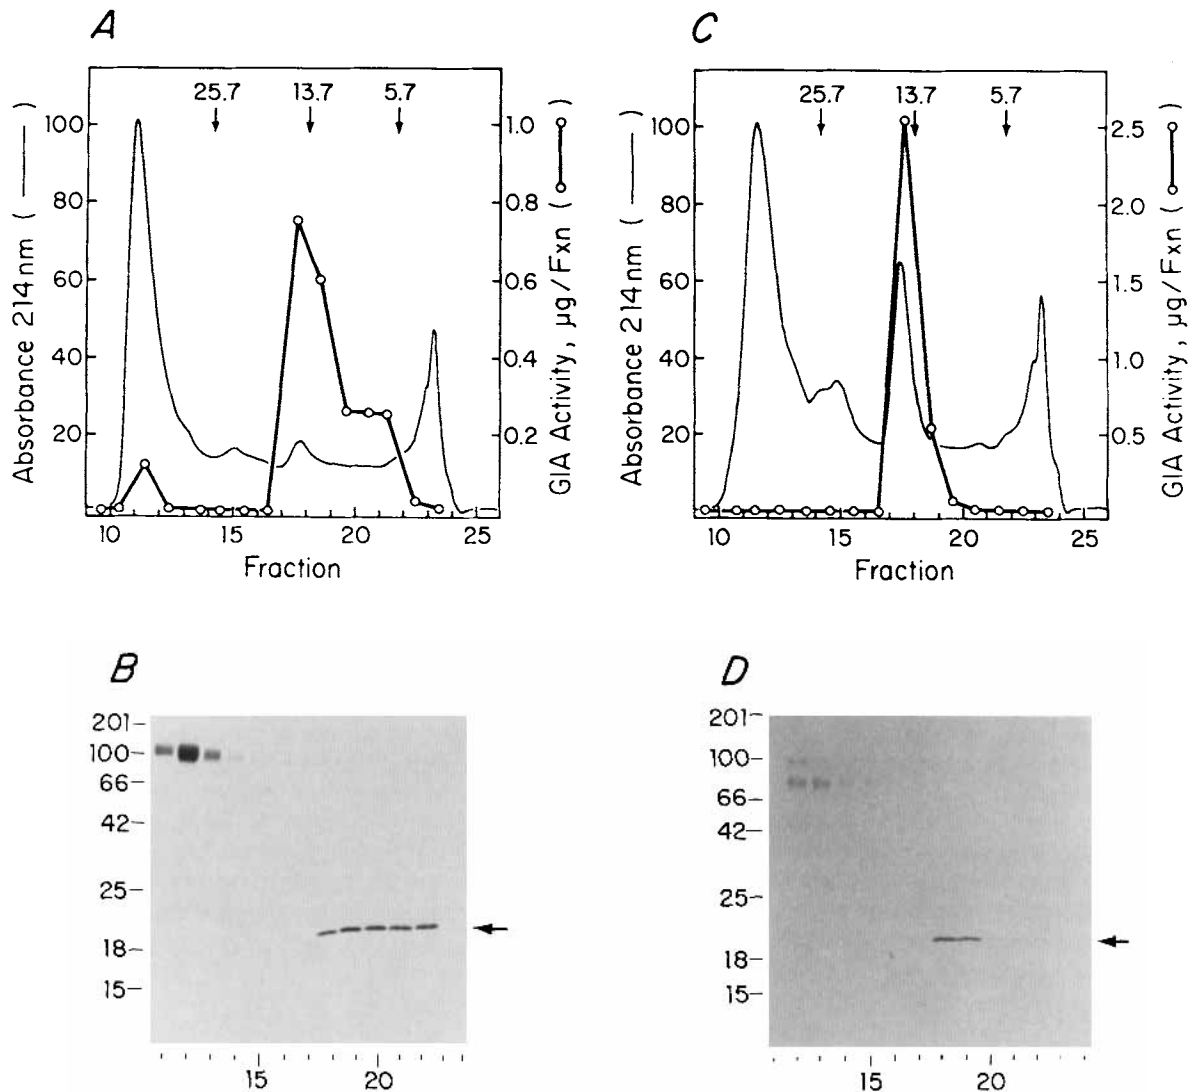 A
25.7 13.7 5.7
Absorbance 214nm (—)
100
80
60
40
20
1.0
0.8
0.6
0.4
0.2
GIA Activity, μg/Fxn (o—o)
10 15 20 25
Fraction
C
25.7 13.7 5.7
Absorbance 214nm (—)
100
80
60
40
20
2.5
2.0
1.5
1.0
0.5
GIA Activity, μg/Fxn (o—o)
10 15 20 25
Fraction
B
201
100
66
42
25
18
15
15 20
D
201
100
66
42
25
18
15
15 20